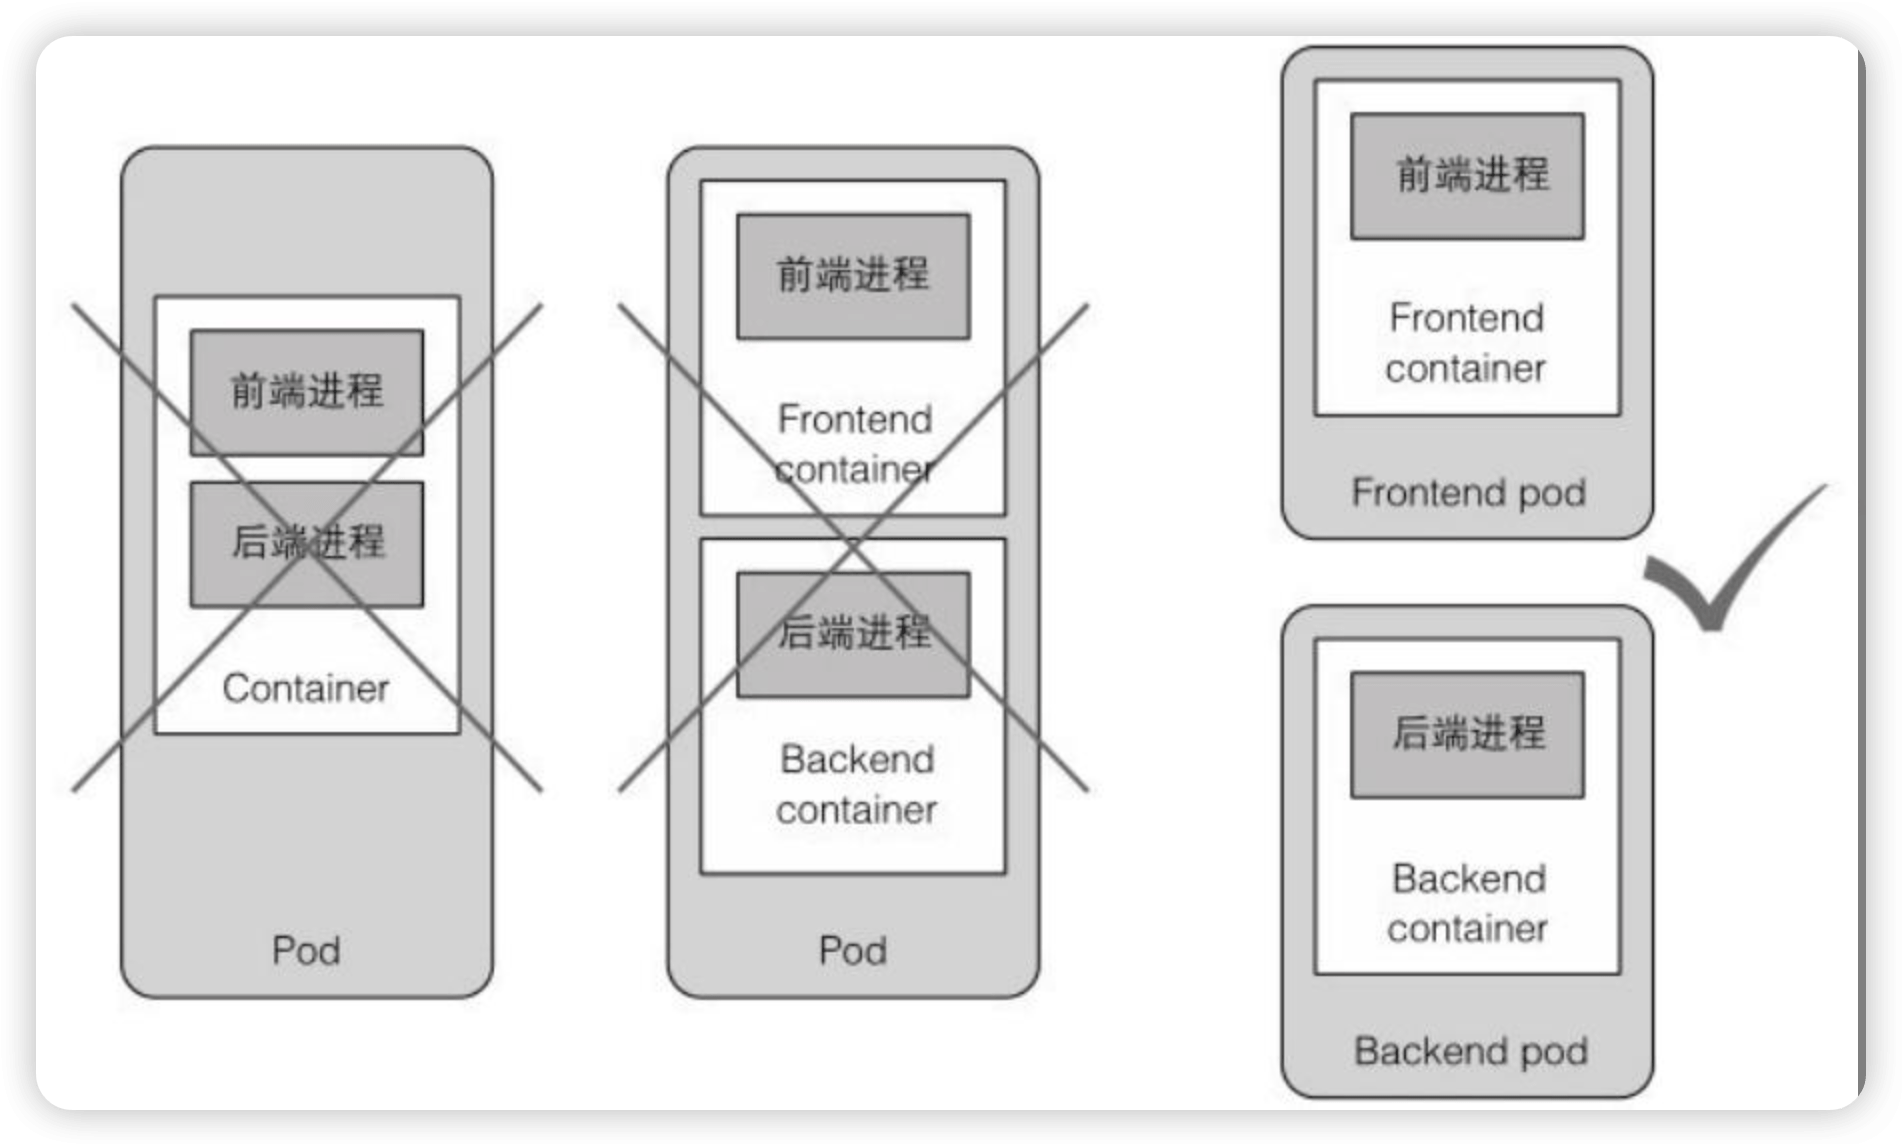 前端进程
后端进程
Container
Pod
前端进程
Frontend
container
后端进程
Backend
container
Pod
前端进程
Frontend
container
Frontend pod
后端进程
Backend
container
Backend pod